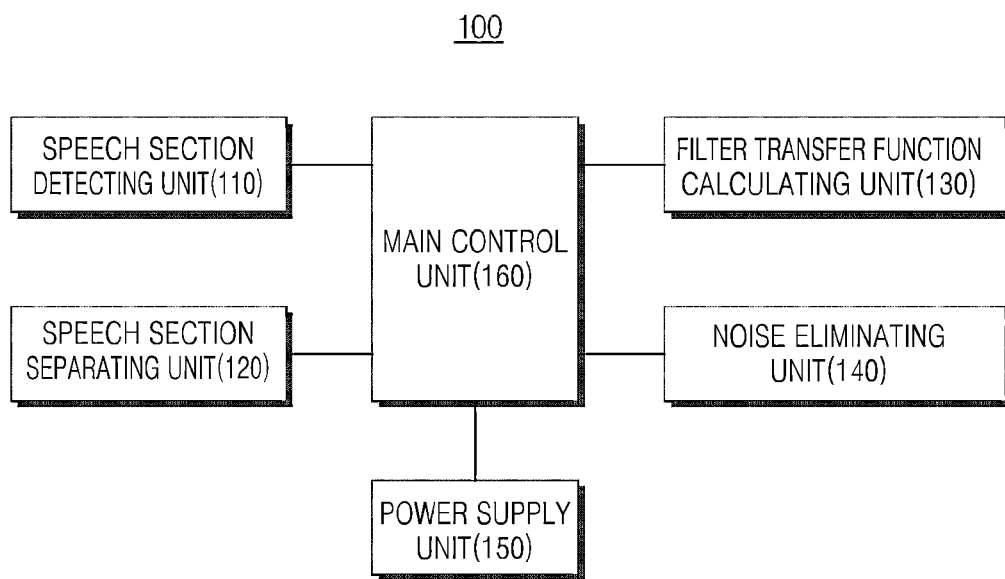 100
SPEECH SECTION
DETECTING UNIT(110)
FILTER TRANSFER FUNCTION
CALCULATING UNIT(130)
MAIN CONTROL
UNIT(160)
SPEECH SECTION
SEPARATING UNIT(120)
NOISE ELIMINATING
UNIT(140)
POWER SUPPLY
UNIT(150)